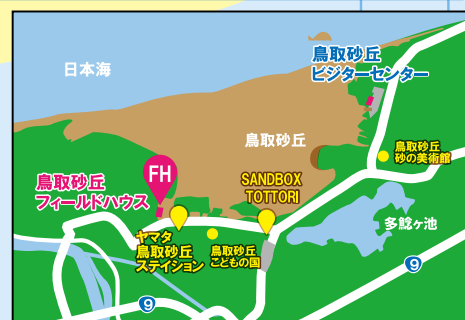 日本海
鳥取砂丘
ビジターセンター
鳥取砂丘
鳥取砂丘
砂の美術館
FH
鳥取砂丘
フィールドハウス
SANDBOX
TOTTORI
多鯰ヶ池
ヤマタ
鳥取砂丘
ステイション
鳥取砂丘
こどもの国
9
9